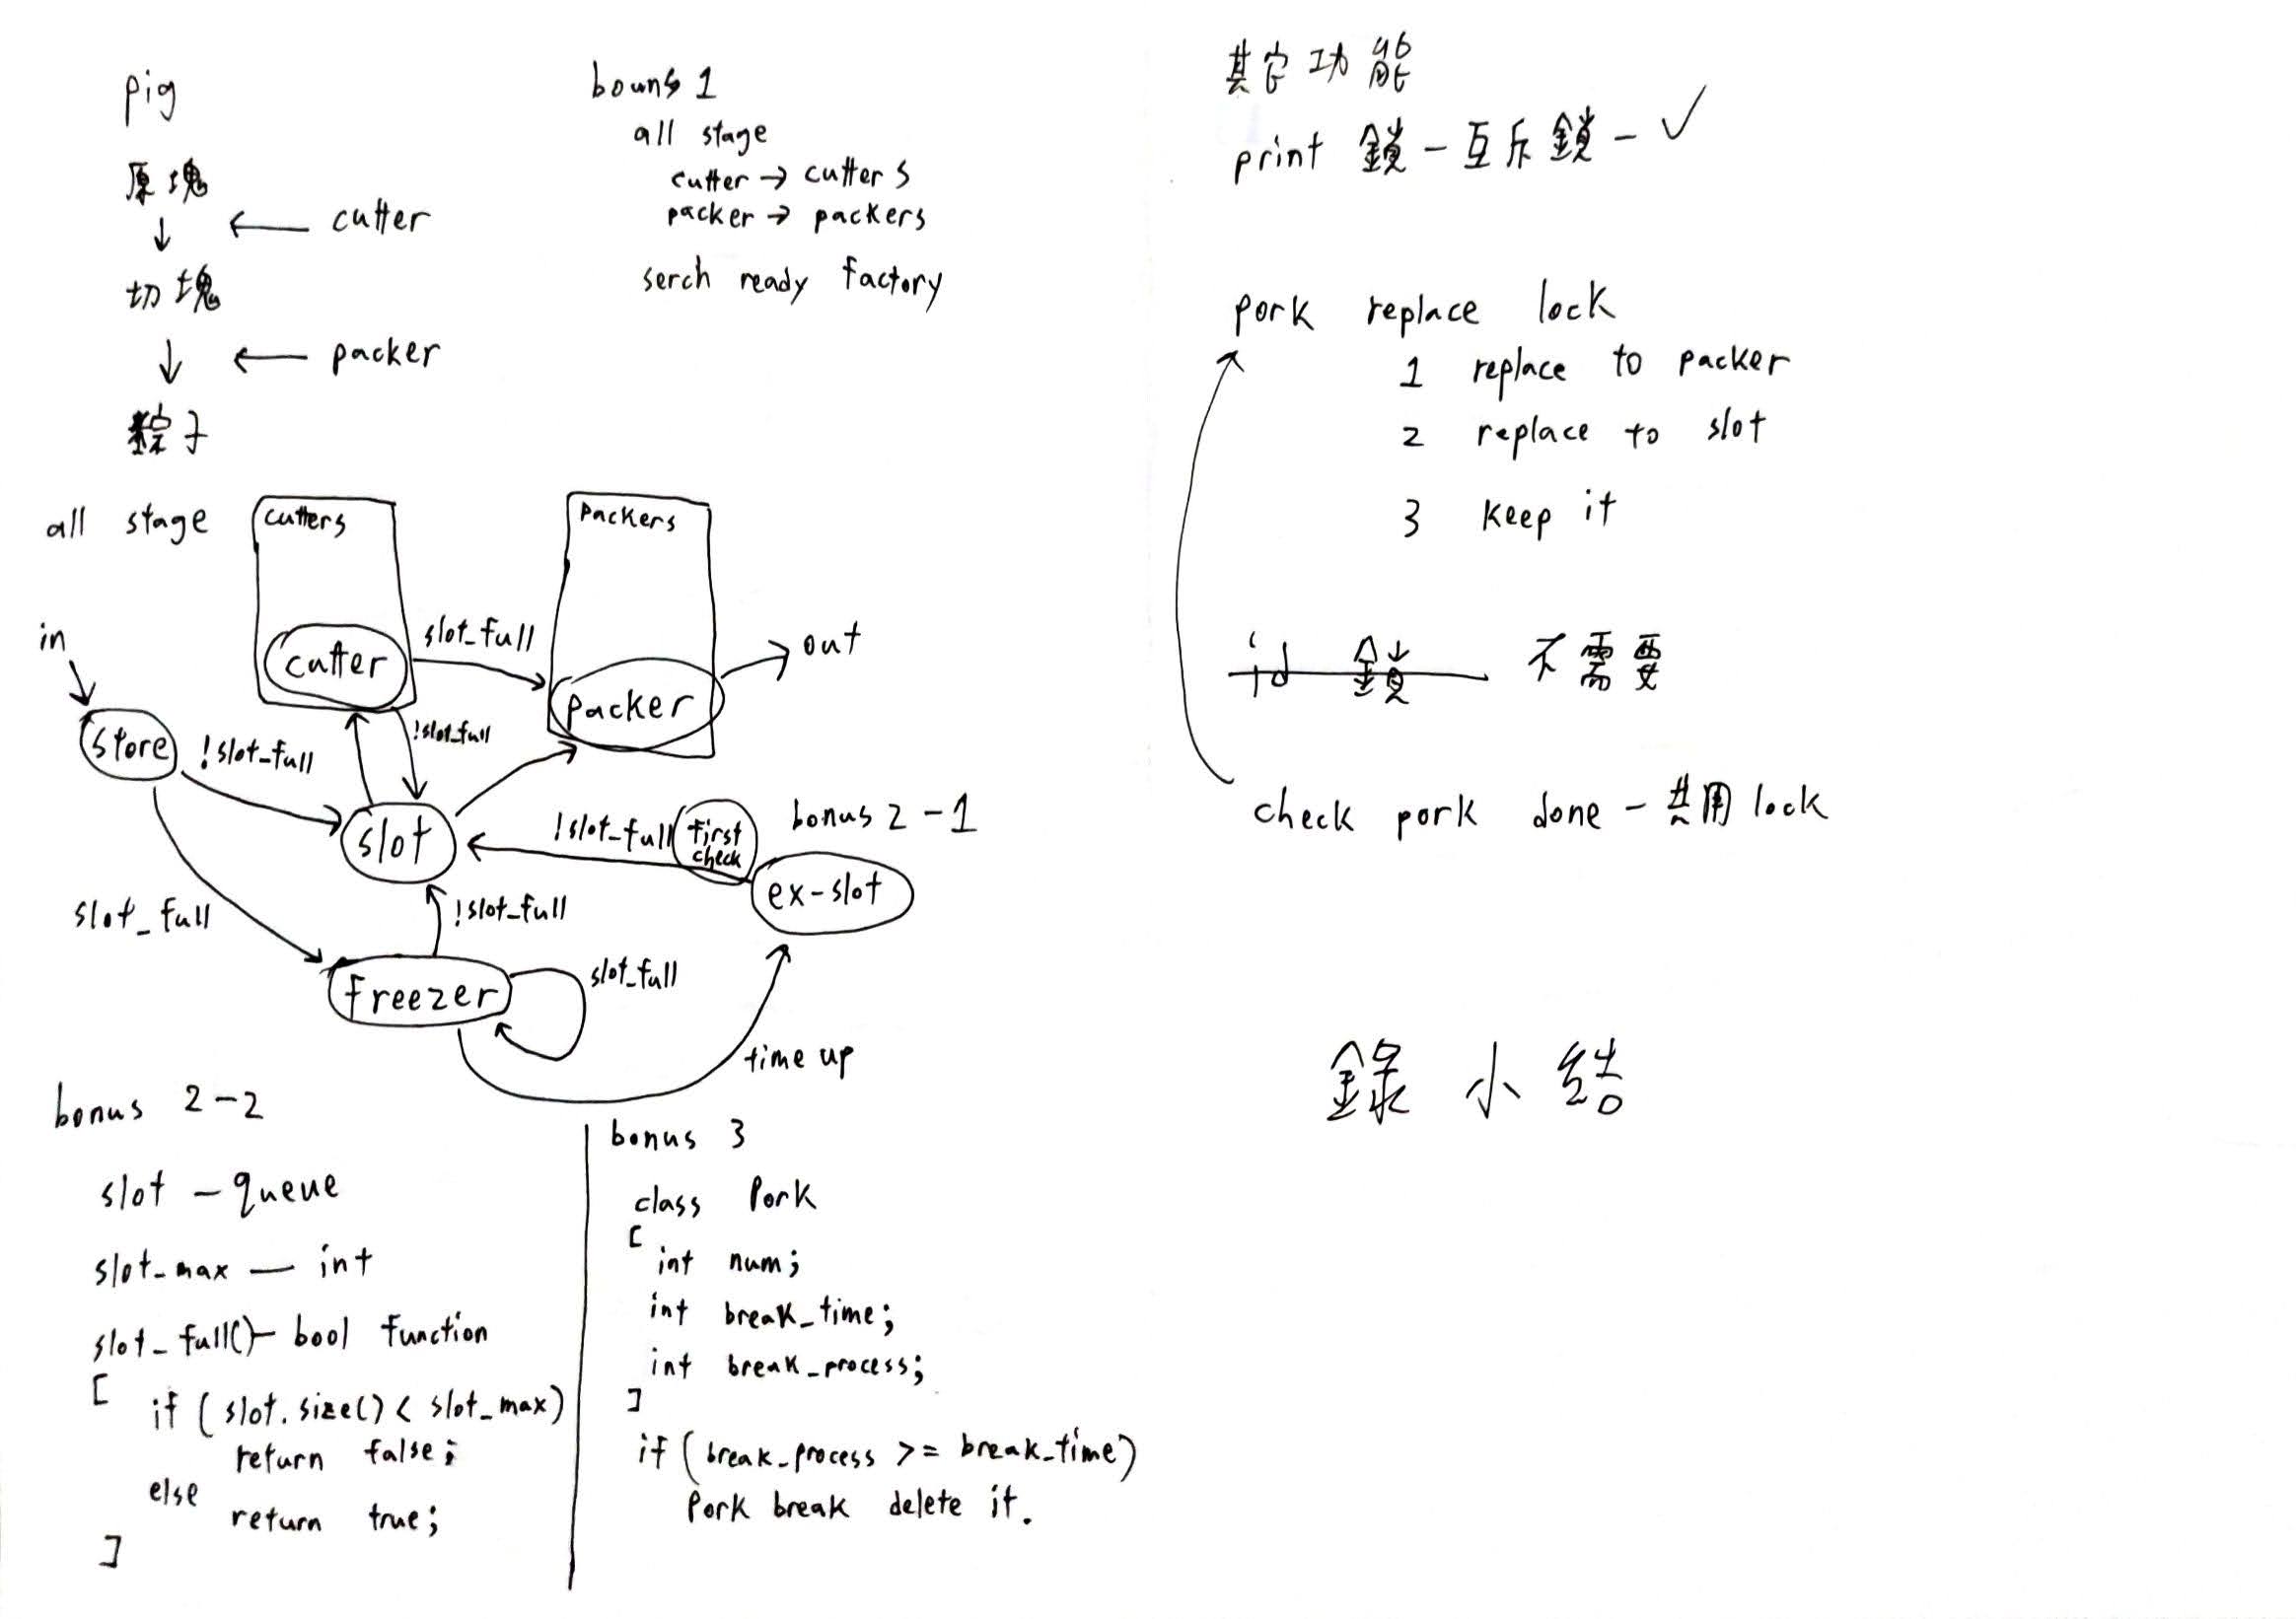 pig
原塊
← cutter
↓
切塊
↓ ← packer
粽子
bouns 1
all stage
cutter → cutters
packer → packers
serch ready factory
all stage
cutters
packers
in
cutter
slot_full
packer
out
store
!slot_full
!slot_full
slot
!slot_full
first
check
bonus 2-1
ex-slot
slot_full
!slot_full
freezer
slot_full
time up
bonus 2-2
slot - queue
slot_max — int
slot_full() - bool function
[
if (slot.size() < slot_max)
return false;
else
return true;
]
bonus 3
class Pork
[
int num;
int break_time;
int break_process;
]
if (break_process >= break_time)
Pork break delete it.
其它功能
print 鎖 - 互斥鎖 - ✓
pork replace lock
1 replace to packer
2 replace to slot
3 keep it
id 鎖 不需要
check pork done - 共用 lock
錄 小 結